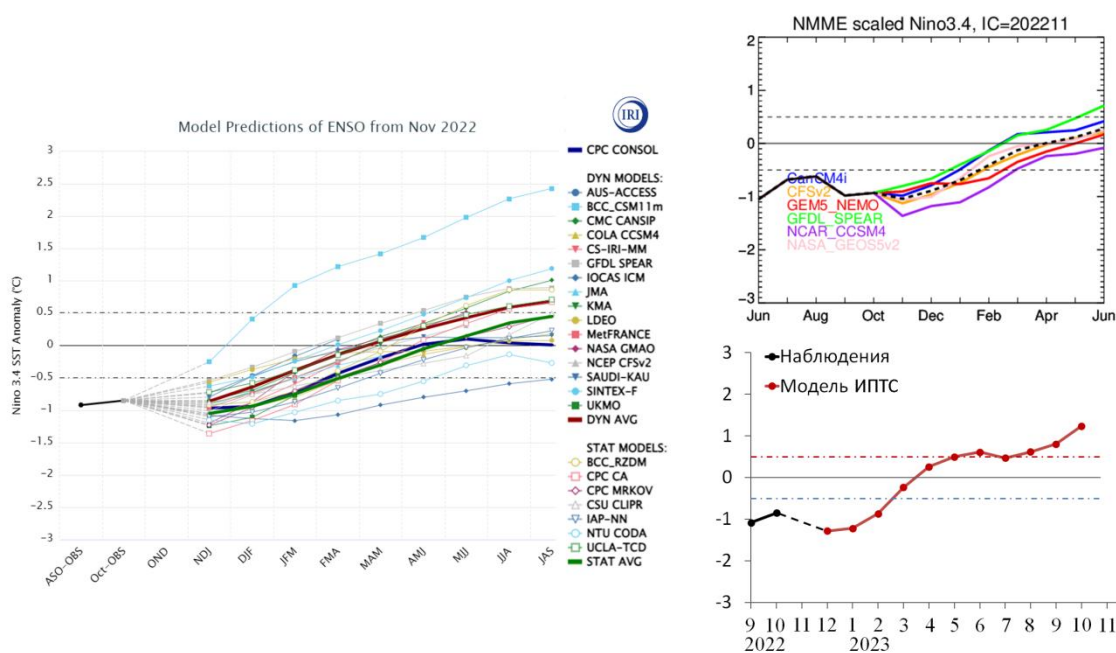 IRI
Model Predictions of ENSO from Nov 2022
Nino 3.4 SST Anomaly (°C)
3
2.5
2
1.5
1
0.5
0
−0.5
−1
−1.5
−2
−2.5
−3
ASO-OBS
Oct-OBS
OND
NDJ
DJF
JFM
FMA
MAM
AMJ
MJJ
JJA
JAS
CPC CONSOL
DYN MODELS:
AUS-ACCESS
BCC_CSM11m
CMC CANSIP
COLA CCSM4
CS-IRI-MM
GFDL SPEAR
IOCAS ICM
JMA
KMA
LDEO
MetFRANCE
NASA GMAO
NCEP CFSv2
SAUDI-KAU
SINTEX-F
UKMO
DYN AVG
STAT MODELS:
BCC_RZDM
CPC CA
CPC MRKOV
CSU CLIPR
IAP-NN
NTU CODA
UCLA-TCD
STAT AVG
NMME scaled Nino3.4, IC=202211
2
1
0
−1
−2
−3
CanCM4i
CFSv2
GEM5_NEMO
GFDL_SPEAR
NCAR_CCSM4
NASA_GEOS5v2
Jun Aug Oct Dec Feb Apr Jun
Наблюдения
Модель ИПТС
3
2
1
0
-1
-2
-3
9 10 11 12 1 2 3 4 5 6 7 8 9 10 11
2022 2023